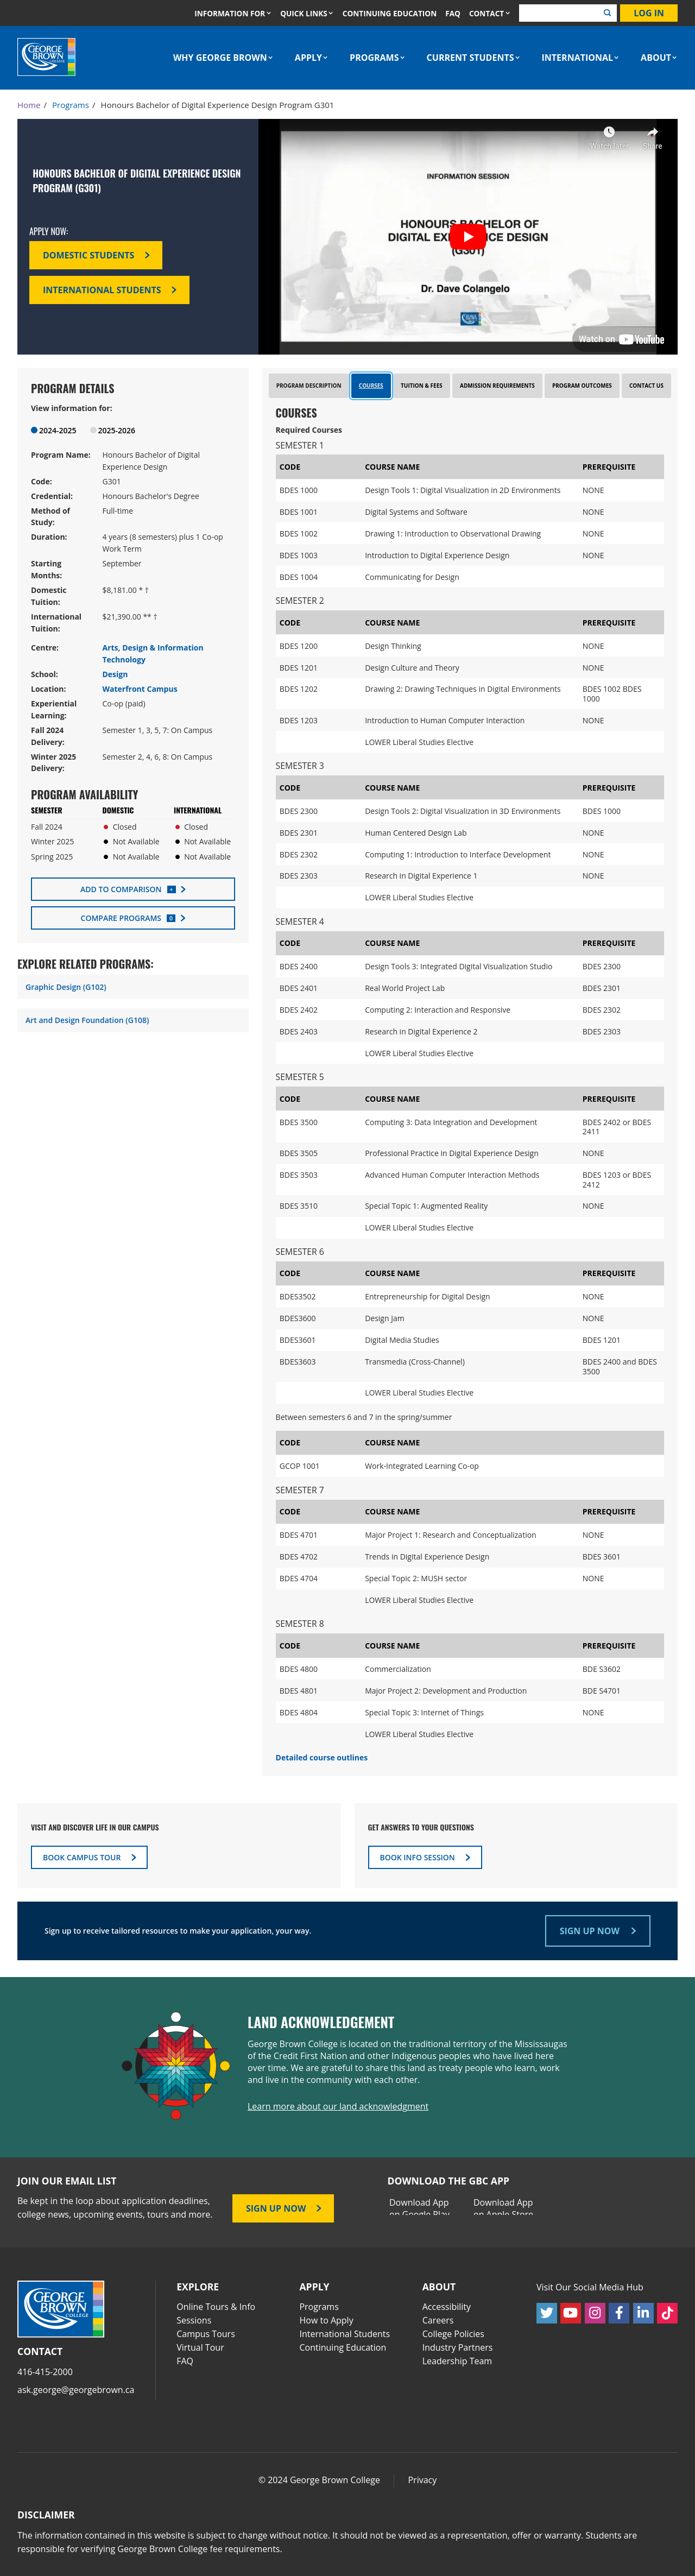 INFORMATION FOR QUICK LINKS CONTINUING EDUCATION FAQ CONTACT LOG IN
GEORGE BROWN COLLEGE
WHY GEORGE BROWN APPLY PROGRAMS CURRENT STUDENTS INTERNATIONAL ABOUT
Home / Programs / Honours Bachelor of Digital Experience Design Program G301
HONOURS BACHELOR OF DIGITAL EXPERIENCE DESIGN
PROGRAM (G301)
APPLY NOW:
DOMESTIC STUDENTS
INTERNATIONAL STUDENTS
Watch later Share
INFORMATION SESSION
HONOURS BACHELOR OF
DIGITAL EXPERIENCE DESIGN
(G301)
Dr. Dave Colangelo
Watch on YouTube
PROGRAM DETAILS
View information for:
2024-2025 2025-2026
Program Name: Honours Bachelor of Digital
Experience Design
Code: G301
Credential: Honours Bachelor's Degree
Method of Full-time
Study:
Duration: 4 years (8 semesters) plus 1 Co-op
Work Term
Starting September
Months:
Domestic $8,181.00 * †
Tuition:
International $21,390.00 ** †
Tuition:
Centre: Arts, Design & Information
Technology
School: Design
Location: Waterfront Campus
Experiential Co-op (paid)
Learning:
Fall 2024 Semester 1, 3, 5, 7: On Campus
Delivery:
Winter 2025 Semester 2, 4, 6, 8: On Campus
Delivery:
PROGRAM AVAILABILITY
SEMESTER DOMESTIC INTERNATIONAL
Fall 2024 Closed Closed
Winter 2025 Not Available Not Available
Spring 2025 Not Available Not Available
ADD TO COMPARISON +
COMPARE PROGRAMS 0
EXPLORE RELATED PROGRAMS:
Graphic Design (G102)
Art and Design Foundation (G108)
PROGRAM DESCRIPTION COURSES TUITION & FEES ADMISSION REQUIREMENTS PROGRAM OUTCOMES CONTACT US
COURSES
Required Courses
SEMESTER 1
CODE COURSE NAME PREREQUISITE
BDES 1000 Design Tools 1: Digital Visualization in 2D Environments NONE
BDES 1001 Digital Systems and Software NONE
BDES 1002 Drawing 1: Introduction to Observational Drawing NONE
BDES 1003 Introduction to Digital Experience Design NONE
BDES 1004 Communicating for Design
SEMESTER 2
CODE COURSE NAME PREREQUISITE
BDES 1200 Design Thinking NONE
BDES 1201 Design Culture and Theory NONE
BDES 1202 Drawing 2: Drawing Techniques in Digital Environments BDES 1002 BDES
1000
BDES 1203 Introduction to Human Computer Interaction NONE
LOWER Liberal Studies Elective
SEMESTER 3
CODE COURSE NAME PREREQUISITE
BDES 2300 Design Tools 2: Digital Visualization in 3D Environments BDES 1000
BDES 2301 Human Centered Design Lab NONE
BDES 2302 Computing 1: Introduction to Interface Development NONE
BDES 2303 Research in Digital Experience 1 NONE
LOWER Liberal Studies Elective
SEMESTER 4
CODE COURSE NAME PREREQUISITE
BDES 2400 Design Tools 3: Integrated Digital Visualization Studio BDES 2300
BDES 2401 Real World Project Lab BDES 2301
BDES 2402 Computing 2: Interaction and Responsive BDES 2302
BDES 2403 Research in Digital Experience 2 BDES 2303
LOWER Liberal Studies Elective
SEMESTER 5
CODE COURSE NAME PREREQUISITE
BDES 3500 Computing 3: Data Integration and Development BDES 2402 or BDES
2411
BDES 3505 Professional Practice in Digital Experience Design NONE
BDES 3503 Advanced Human Computer Interaction Methods BDES 1203 or BDES
2412
BDES 3510 Special Topic 1: Augmented Reality NONE
LOWER Liberal Studies Elective
SEMESTER 6
CODE COURSE NAME PREREQUISITE
BDES3502 Entrepreneurship for Digital Design NONE
BDES3600 Design Jam NONE
BDES3601 Digital Media Studies BDES 1201
BDES3603 Transmedia (Cross-Channel) BDES 2400 and BDES
3500
LOWER Liberal Studies Elective
Between semesters 6 and 7 in the spring/summer
CODE COURSE NAME
GCOP 1001 Work-Integrated Learning Co-op
SEMESTER 7
CODE COURSE NAME PREREQUISITE
BDES 4701 Major Project 1: Research and Conceptualization NONE
BDES 4702 Trends in Digital Experience Design BDES 3601
BDES 4704 Special Topic 2: MUSH sector NONE
LOWER Liberal Studies Elective
SEMESTER 8
CODE COURSE NAME PREREQUISITE
BDES 4800 Commercialization BDE S3602
BDES 4801 Major Project 2: Development and Production BDE S4701
BDES 4804 Special Topic 3: Internet of Things NONE
LOWER Liberal Studies Elective
Detailed course outlines
VISIT AND DISCOVER LIFE IN OUR CAMPUS
BOOK CAMPUS TOUR
GET ANSWERS TO YOUR QUESTIONS
BOOK INFO SESSION
Sign up to receive tailored resources to make your application, your way.
SIGN UP NOW
LAND ACKNOWLEDGEMENT
George Brown College is located on the traditional territory of the Mississaugas
of the Credit First Nation and other Indigenous peoples who have lived here
over time. We are grateful to share this land as treaty people who learn, work
and live in the community with each other.
Learn more about our land acknowledgment
JOIN OUR EMAIL LIST
Be kept in the loop about application deadlines,
college news, upcoming events, tours and more.
SIGN UP NOW
DOWNLOAD THE GBC APP
Download App Download App
on Google Play on Apple Store
GEORGE BROWN COLLEGE
CONTACT
416-415-2000
ask.george@georgebrown.ca
EXPLORE
Online Tours & Info
Sessions
Campus Tours
Virtual Tour
FAQ
APPLY
Programs
How to Apply
International Students
Continuing Education
ABOUT
Accessibility
Careers
College Policies
Industry Partners
Leadership Team
Visit Our Social Media Hub
© 2024 George Brown College Privacy
DISCLAIMER
The information contained in this website is subject to change without notice. It should not be viewed as a representation, offer or warranty. Students are
responsible for verifying George Brown College fee requirements.